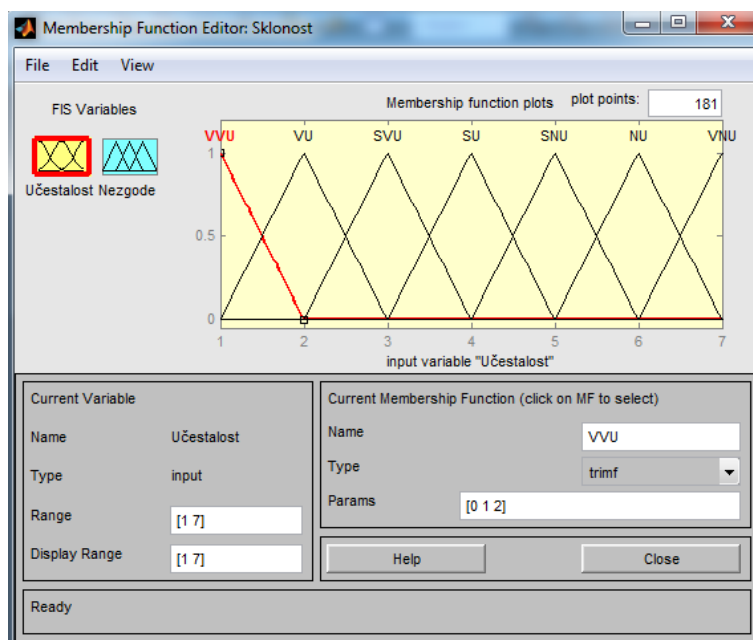 Membership Function Editor: Sklonost
File Edit View
FIS Variables
Učestalost Nezgode
Membership function plots plot points: 181
VVU VU SVU SU SNU NU VNU
1
0.5
0
1 2 3 4 5 6 7
input variable "Učestalost"
Current Variable
Name Učestalost
Type input
Range [1 7]
Display Range [1 7]
Current Membership Function (click on MF to select)
Name VVU
Type trimf
Params [0 1 2]
Help Close
Ready